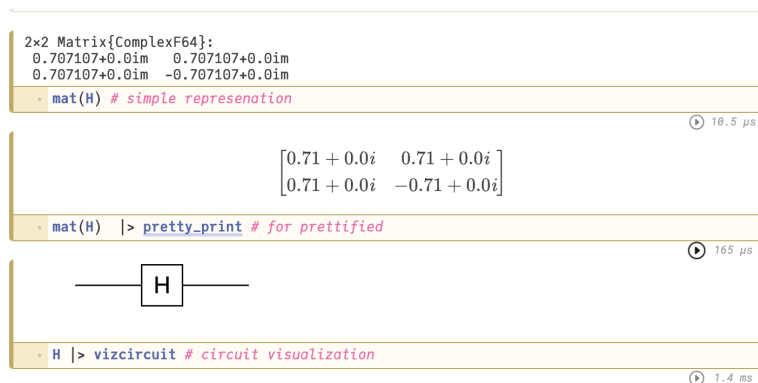 2×2 Matrix{ComplexF64}:
0.707107+0.0im   0.707107+0.0im
0.707107+0.0im  -0.707107+0.0im
mat(H) # simple represenation
10.5 μs
[0.71 + 0.0i   0.71 + 0.0i]
[0.71 + 0.0i   −0.71 + 0.0i]
mat(H)  |> pretty_print # for prettified
165 μs
H
H |> vizcircuit # circuit visualization
1.4 ms